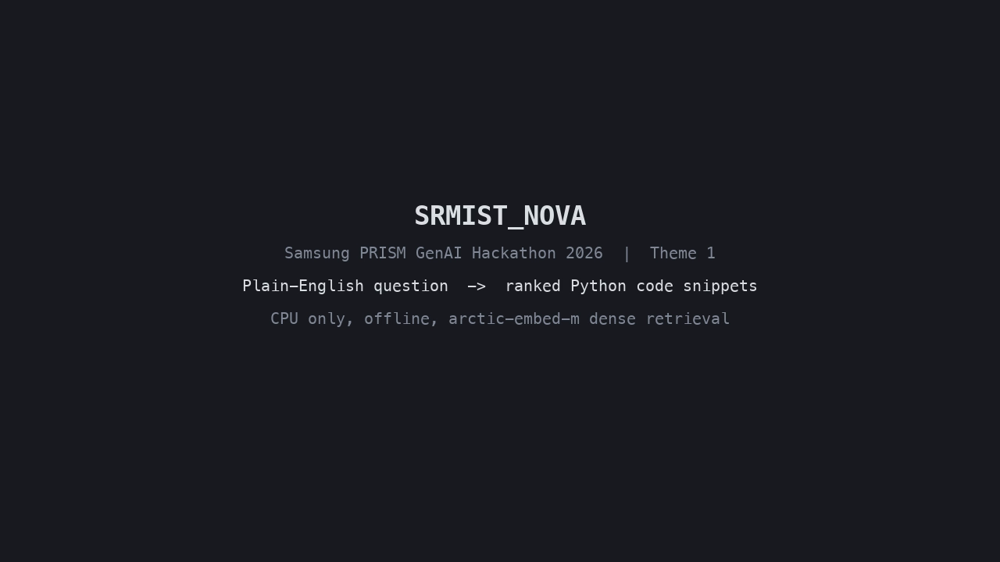 SRMIST_NOVA
Samsung PRISM GenAI Hackathon 2026  |  Theme 1
Plain-English question  ->  ranked Python code snippets
CPU only, offline, arctic-embed-m dense retrieval